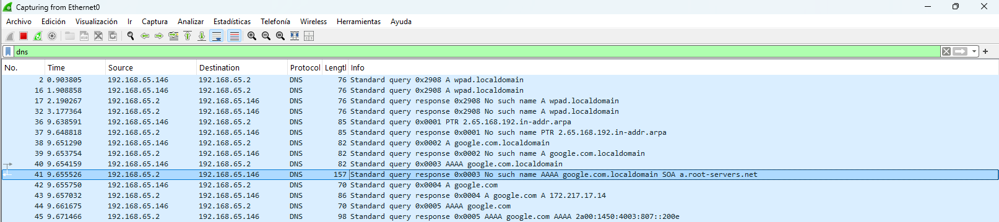 Capturing from Ethernet0
Archivo Edición Visualización Ir Captura Analizar Estadísticas Telefonía Wireless Herramientas Ayuda
dns
No. Time Source Destination Protocol Lengtl Info
2 0.903805 192.168.65.146 192.168.65.2 DNS 76 Standard query 0x2908 A wpad.localdomain
16 1.908858 192.168.65.146 192.168.65.2 DNS 76 Standard query 0x2908 A wpad.localdomain
17 2.190267 192.168.65.2 192.168.65.146 DNS 76 Standard query response 0x2908 No such name A wpad.localdomain
32 3.177364 192.168.65.2 192.168.65.146 DNS 76 Standard query response 0x2908 No such name A wpad.localdomain
36 9.638591 192.168.65.146 192.168.65.2 DNS 85 Standard query 0x0001 PTR 2.65.168.192.in-addr.arpa
37 9.648818 192.168.65.2 192.168.65.146 DNS 85 Standard query response 0x0001 No such name PTR 2.65.168.192.in-addr.arpa
38 9.651290 192.168.65.146 192.168.65.2 DNS 82 Standard query 0x0002 A google.com.localdomain
39 9.653754 192.168.65.2 192.168.65.146 DNS 82 Standard query response 0x0002 No such name A google.com.localdomain
40 9.654159 192.168.65.146 192.168.65.2 DNS 82 Standard query 0x0003 AAAA google.com.localdomain
41 9.655526 192.168.65.2 192.168.65.146 DNS 157 Standard query response 0x0003 No such name AAAA google.com.localdomain SOA a.root-servers.net
42 9.655750 192.168.65.146 192.168.65.2 DNS 70 Standard query 0x0004 A google.com
43 9.657032 192.168.65.2 192.168.65.146 DNS 86 Standard query response 0x0004 A google.com A 172.217.17.14
44 9.661675 192.168.65.146 192.168.65.2 DNS 70 Standard query 0x0005 AAAA google.com
45 9.671466 192.168.65.2 192.168.65.146 DNS 98 Standard query response 0x0005 AAAA google.com AAAA 2a00:1450:4003:807::200e